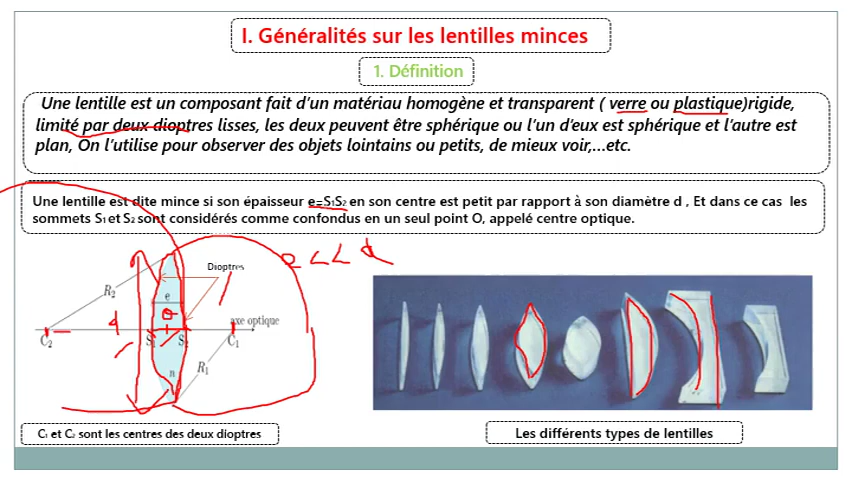 I. Généralités sur les lentilles minces
1. Définition
Une lentille est un composant fait d'un matériau homogène et transparent ( verre ou plastique)rigide,
limité par deux dioptres lisses, les deux peuvent être sphérique ou l'un d'eux est sphérique et l'autre est
plan, On l'utilise pour observer des objets lointains ou petits, de mieux voir,...etc.
Une lentille est dite mince si son épaisseur e=S₁S₂ en son centre est petit par rapport à son diamètre d , Et dans ce cas les
sommets S₁ et S₂ sont considérés comme confondus en un seul point O, appelé centre optique.
e << d
Dioptres
R₂
e
d
axe optique
C₂
S₁
S₂
C₁
R₁
n
C₁ et C₂ sont les centres des deux dioptres
Les différents types de lentilles